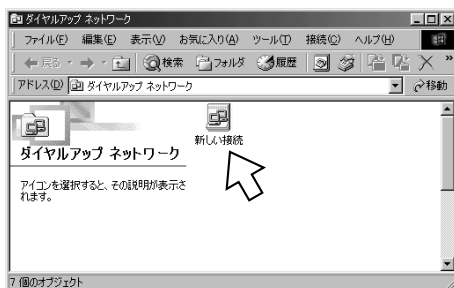 ダイヤルアップ ネットワーク
ファイル(F) 編集(E) 表示(V) お気に入り(A) ツール(T) 接続(C) ヘルプ(H)
戻る 検索 フォルダ 履歴 »
アドレス(D) ダイヤルアップ ネットワーク 移動
新しい接続
ダイヤルアップ ネットワーク
アイコンを選択すると、その説明が表示さ
れます。
7 個のオブジェクト